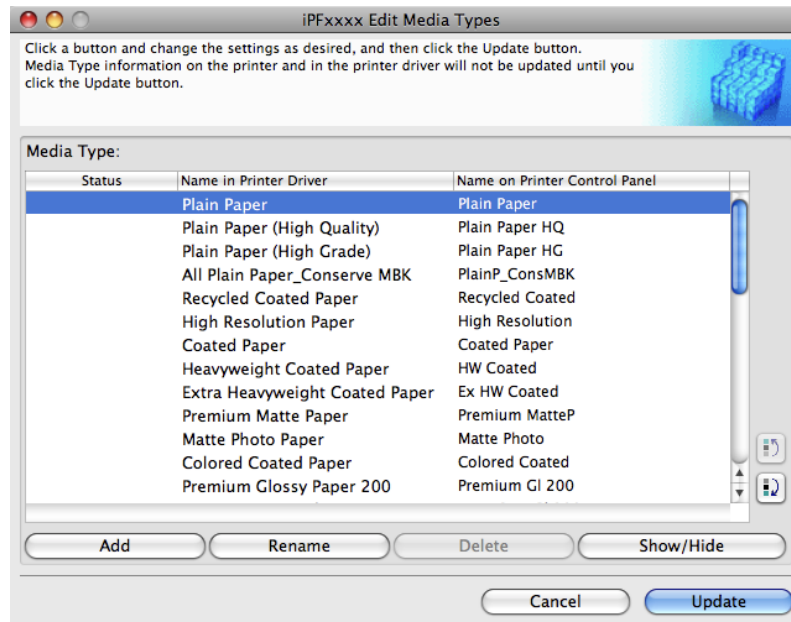 iPFxxxx Edit Media Types
Click a button and change the settings as desired, and then click the Update button.
Media Type information on the printer and in the printer driver will not be updated until you
click the Update button.
Media Type:
Status Name in Printer Driver Name on Printer Control Panel
Plain Paper Plain Paper
Plain Paper (High Quality) Plain Paper HQ
Plain Paper (High Grade) Plain Paper HG
All Plain Paper_Conserve MBK PlainP_ConsMBK
Recycled Coated Paper Recycled Coated
High Resolution Paper High Resolution
Coated Paper Coated Paper
Heavyweight Coated Paper HW Coated
Extra Heavyweight Coated Paper Ex HW Coated
Premium Matte Paper Premium MatteP
Matte Photo Paper Matte Photo
Colored Coated Paper Colored Coated
Premium Glossy Paper 200 Premium Gl 200
Add Rename Delete Show/Hide
Cancel Update